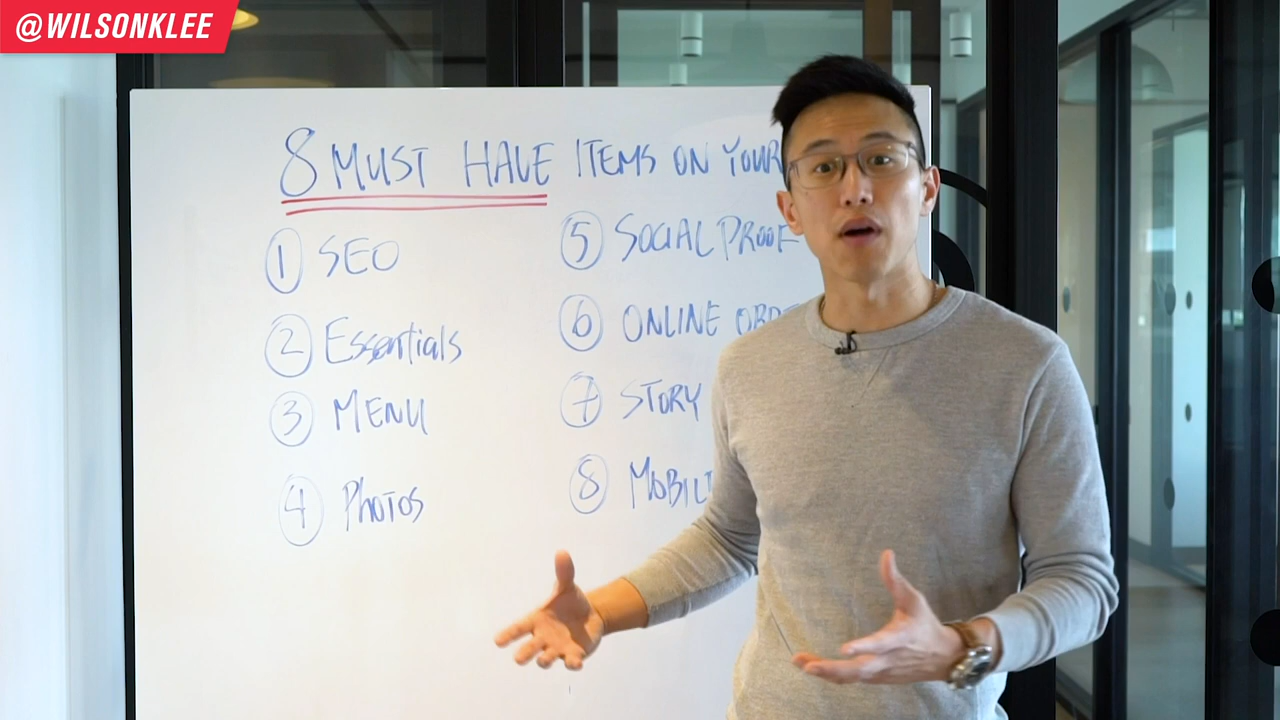 @WILSONKLEE
8 MUST HAVE ITEMS ON YOUR
1 SEO
2 Essentials
3 MENU
4 PHOTOS
5 SOCIAL PROOF
6 ONLINE
7 STORY
8